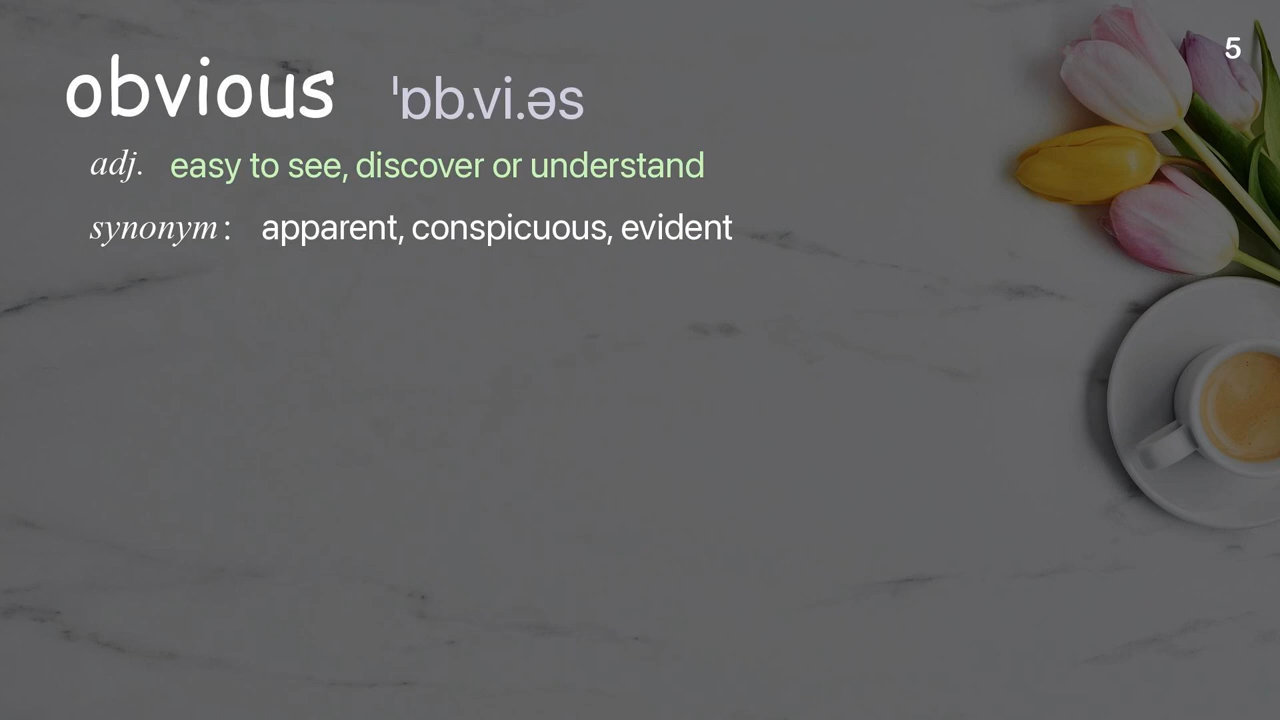 5
obvious ˈɒb.vi.əs
adj. easy to see, discover or understand
synonym : apparent, conspicuous, evident